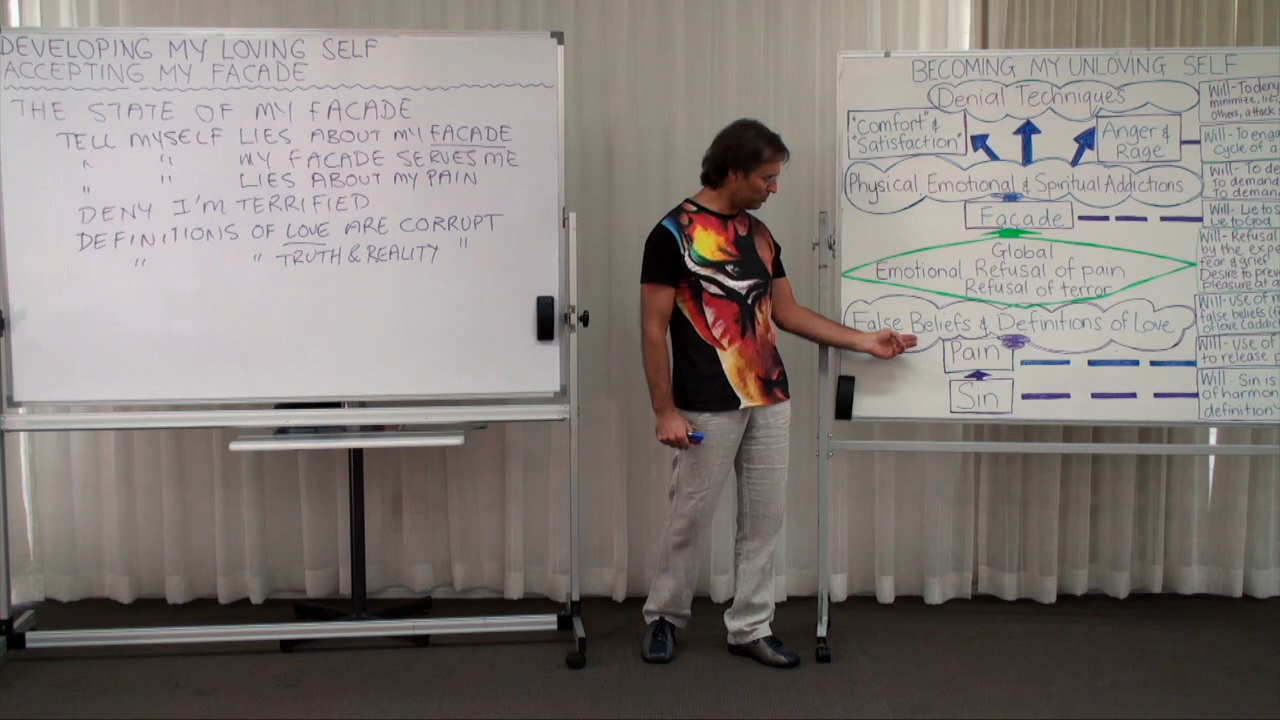 DEVELOPING MY LOVING SELF
ACCEPTING MY FACADE
THE STATE OF MY FACADE
TELL MYSELF LIES ABOUT MY FACADE
" " MY FACADE SERVES ME
" " LIES ABOUT MY PAIN
DENY I'M TERRIFIED
DEFINITIONS OF LOVE ARE CORRUPT
" " TRUTH & REALITY "
BECOMING MY UNLOVING SELF
Denial Techniques
"Comfort" &
"Satisfaction"
Anger &
Rage
Physical, Emotional & Spiritual Addictions
Facade
Global
Emotional Refusal of pain
Refusal of terror
False Beliefs & Definitions of Love
Pain
Sin
Will - To deny
minimize, lie
others, attack
Will - To eng
Cycle of a
Will - To de
To demand
To demand
Will - Lie to S
Lie to God
Will - Refusal
by the expe
fear & grief
Desire to pre
pleasure at a
Will - use of
false beliefs
of love
Will - use of
to release
Will - Sin is
of harmon
definition